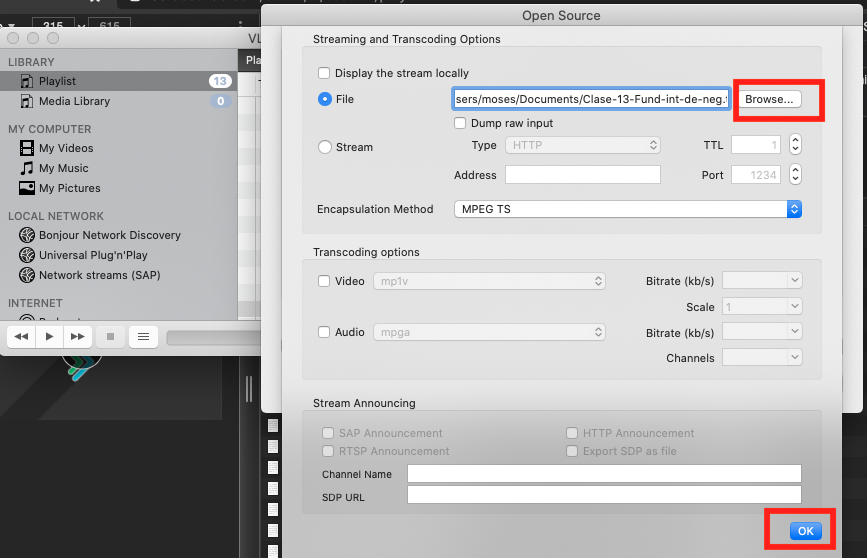 315
615
Open Source
VL
LIBRARY
Playlist
13
Media Library
0
MY COMPUTER
My Videos
My Music
My Pictures
LOCAL NETWORK
Bonjour Network Discovery
Universal Plug'n'Play
Network streams (SAP)
INTERNET
Pla
Streaming and Transcoding Options
Display the stream locally
File
sers/moses/Documents/Clase-13-Fund-int-de-neg.
Browse...
Dump raw input
Stream
Type
HTTP
TTL
1
Address
Port
1234
Encapsulation Method
MPEG TS
Transcoding options
Video
mp1v
Bitrate (kb/s)
Scale
1
Audio
mpga
Bitrate (kb/s)
Channels
Stream Announcing
SAP Announcement
HTTP Announcement
RTSP Announcement
Export SDP as file
Channel Name
SDP URL
OK